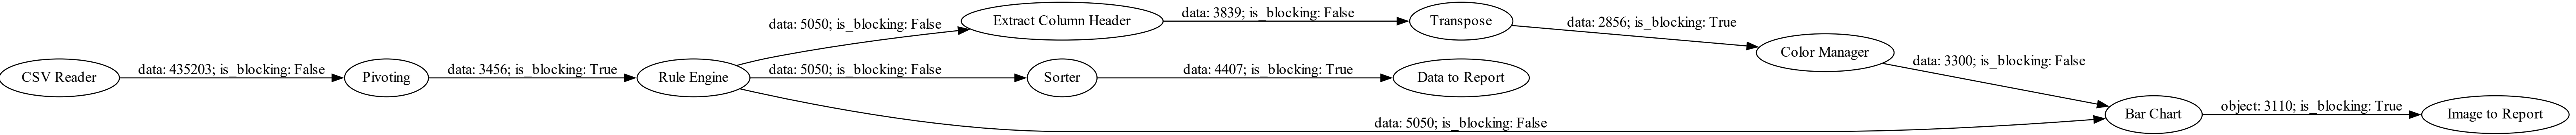 data: 5050; is_blocking: False
Extract Column Header
data: 3839; is_blocking: False
Transpose
data: 2856; is_blocking: True
Color Manager
data: 3300; is_blocking: False
CSV Reader
data: 435203; is_blocking: False
Pivoting
data: 3456; is_blocking: True
Rule Engine
data: 5050; is_blocking: False
Sorter
data: 4407; is_blocking: True
Data to Report
data: 5050; is_blocking: False
Bar Chart
object: 3110; is_blocking: True
Image to Report